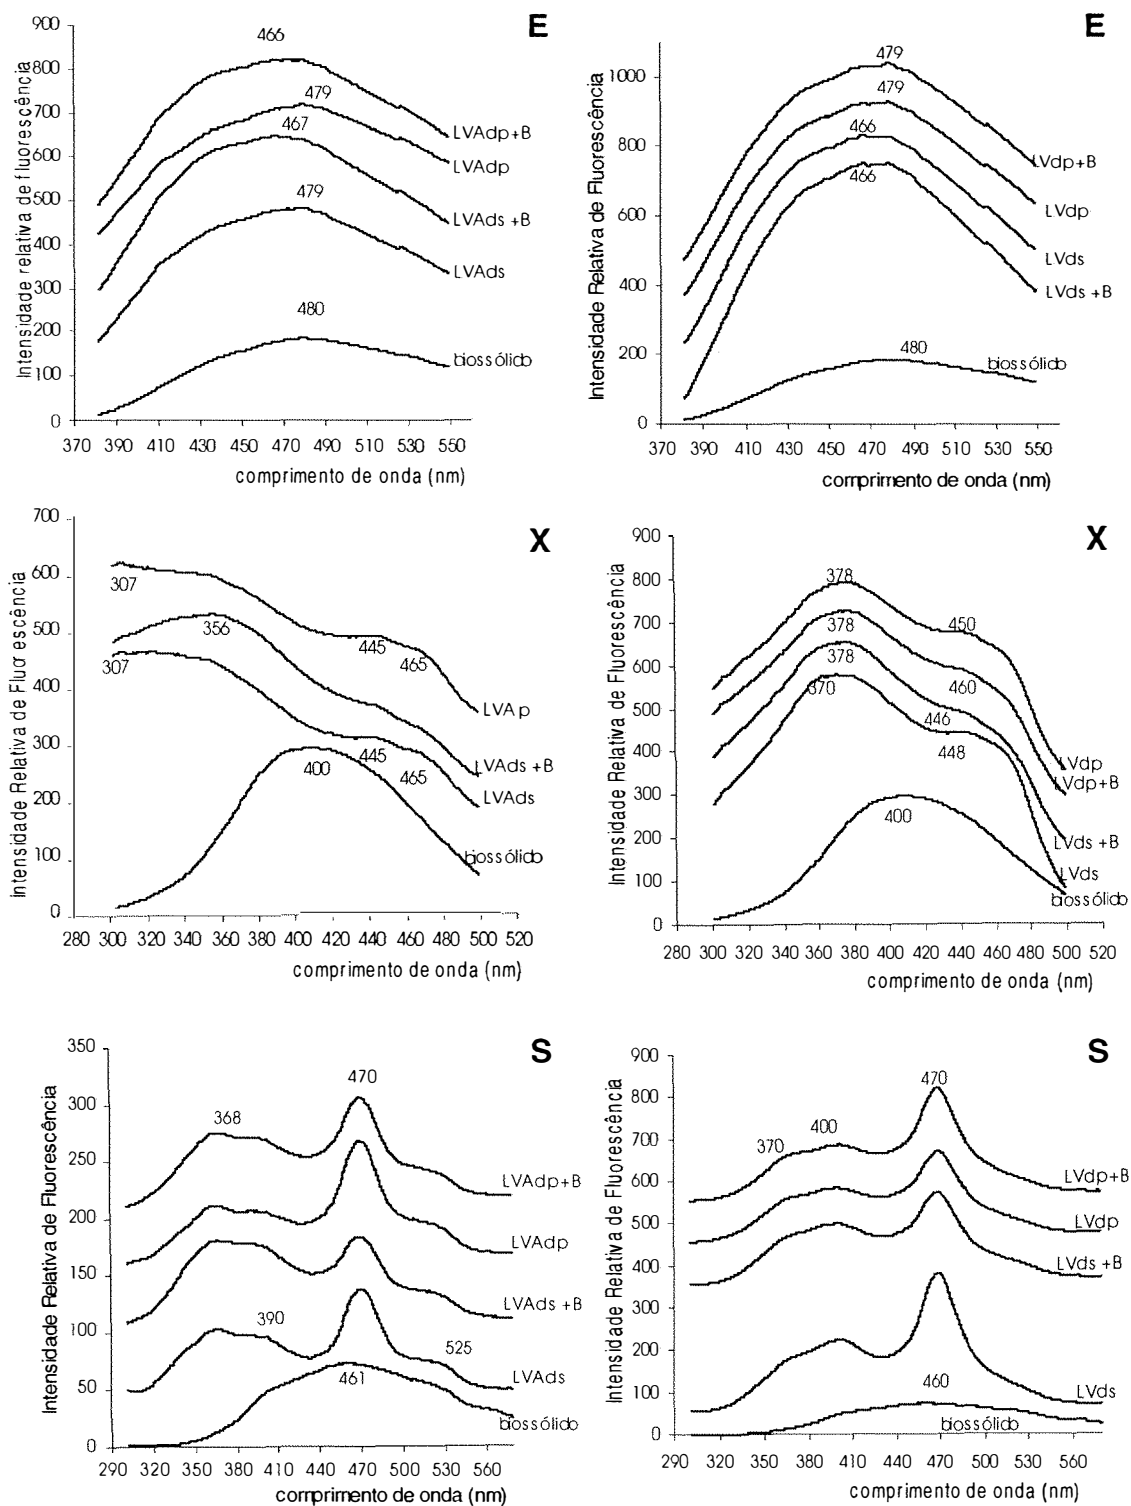 E
Intensidade relativa de fluorescência
900
800
700
600
500
400
300
200
100
0
466
479
467
479
480
LVAdp+B
LVAdp
LVAds +B
LVAds
biossólido
370 390 410 430 450 470 490 510 530 550
comprimento de onda (nm)
E
Intensidade Relativa de Fluorescência
1000
800
600
400
200
0
479
479
466
466
480
LVdp+B
LVdp
LVds
LVds +B
biossólido
370 390 410 430 450 470 490 510 530 550
comprimento de onda (nm)
X
Intensidade Relativa de Fluorescência
700
600
500
400
300
200
100
0
307
356
445
465
307
445
465
400
LVAp
LVAds +B
LVAds
biossólido
280 300 320 340 360 380 400 420 440 460 480 500 520
comprimento de onda (nm)
X
Intensidade Relativa de Fluorescência
900
800
700
600
500
400
300
200
100
0
378
450
378
378
460
370
446
448
400
LVdp
LVdp+B
LVds +B
LVds
biossólido
280 300 320 340 360 380 400 420 440 460 480 500 520
comprimento de onda (nm)
S
Intensidade Relativa de Fluorescência
350
300
250
200
150
100
50
0
470
368
390
525
461
LVAdp+B
LVAdp
LVAds +B
LVAds
biossólido
290 320 350 380 410 440 470 500 530 560
comprimento de onda (nm)
S
Intensidade Relativa de Fluorescência
900
800
700
600
500
400
300
200
100
0
470
400
370
460
LVdp+B
LVdp
LVds +B
LVds
biossólido
290 320 350 380 410 440 470 500 530 560
comprimento de onda (nm)